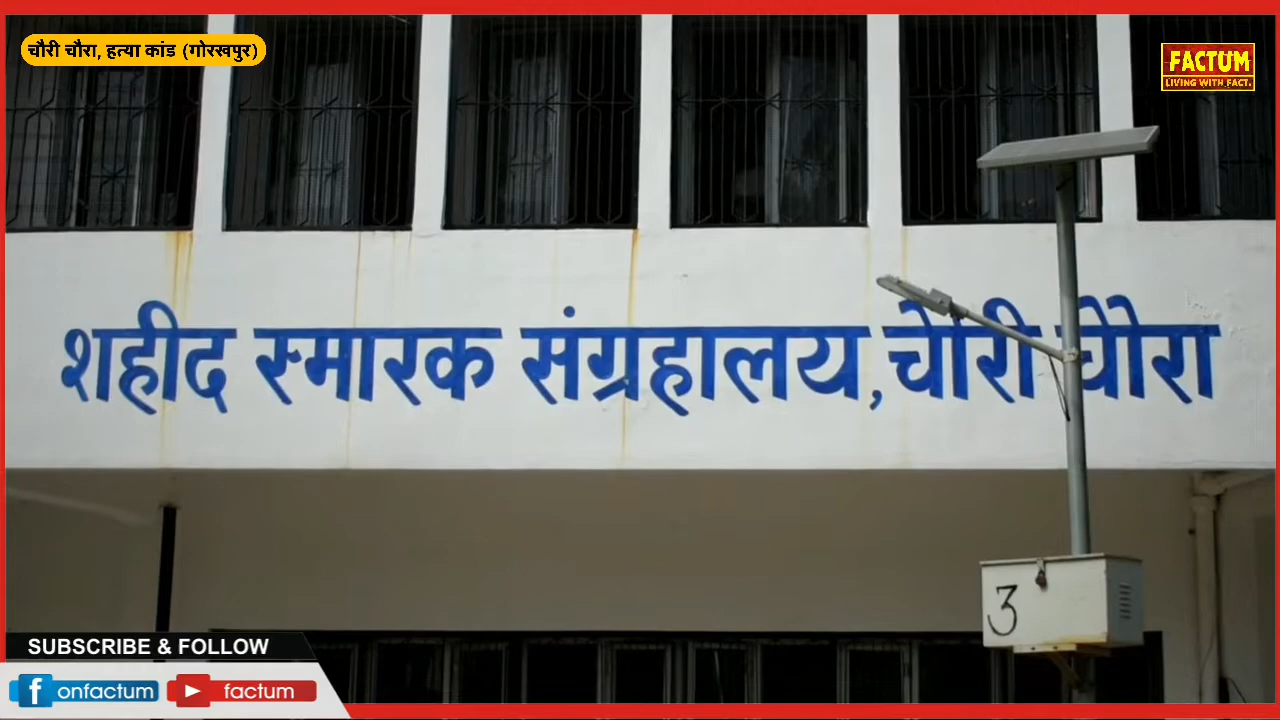 चौरी चौरा, हत्या कांड (गोरखपुर)
FACTUM
LIVING WITH FACT.
शहीद स्मारक संग्रहालय, चौरी चौरा
3
SUBSCRIBE & FOLLOW
f onfactum factum